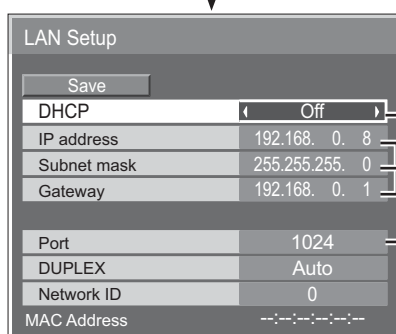 LAN Setup
Save
DHCP Off
IP address 192.168. 0. 8
Subnet mask 255.255.255. 0
Gateway 192.168. 0. 1
Port 1024
DUPLEX Auto
Network ID 0
MAC Address --:--:--:--:--:--